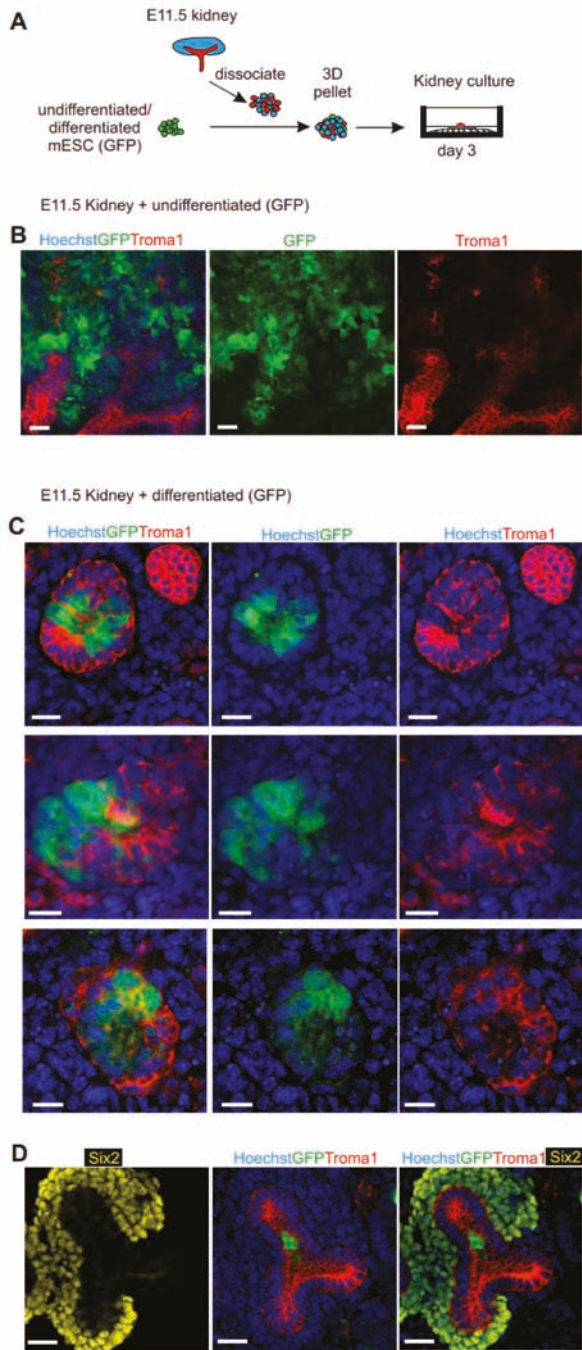 A
E11.5 kidney
dissociate
3D
pellet
Kidney culture
undifferentiated/
differentiated
mESC (GFP)
day 3
E11.5 Kidney + undifferentiated (GFP)
B
HoechstGFPTroma1
GFP
Troma1
E11.5 Kidney + differentiated (GFP)
C
HoechstGFPTroma1
HoechstGFP
HoechstTroma1
D
Six2
HoechstGFPTroma1
HoechstGFPTroma1Six2